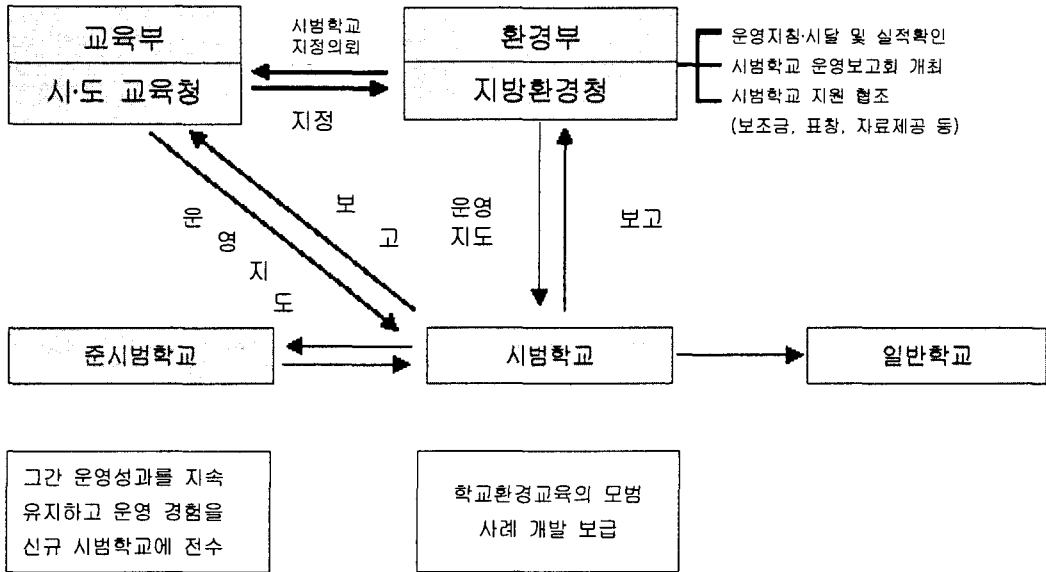 교육부
시·도 교육청
시범학교
지정의뢰
지정
환경부
지방환경청
운영지침·시달 및 실적확인
시범학교 운영보고회 개최
시범학교 지원 협조
(보조금, 표창, 자료제공 등)
운영지도
보고
운영
지도
보고
준시범학교
시범학교
일반학교
그간 운영성과를 지속
유지하고 운영 경험을
신규 시범학교에 전수
학교환경교육의 모범
사례 개발 보급